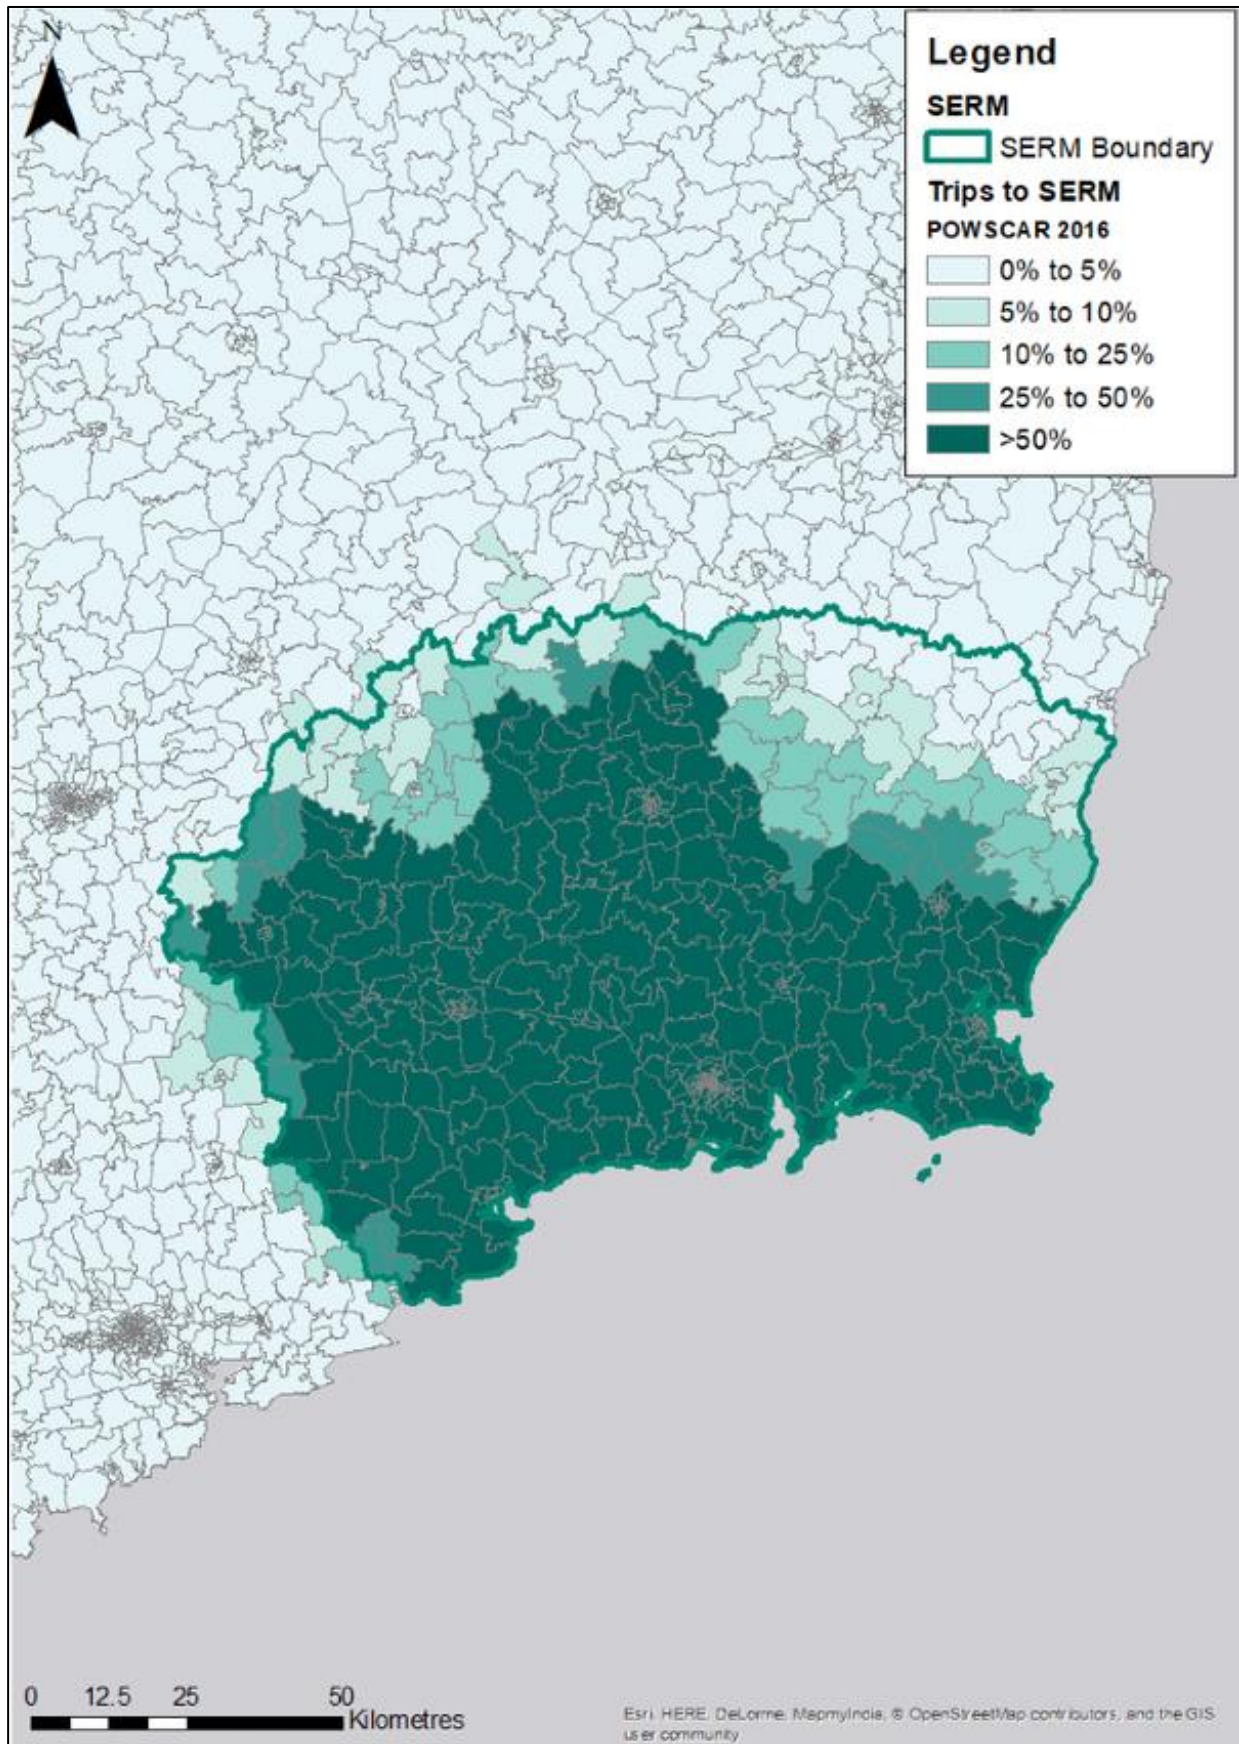 N
Legend
SERM
SERM Boundary
Trips to SERM
POWSCAR 2016
0% to 5%
5% to 10%
10% to 25%
25% to 50%
>50%
0 12.5 25 50
Kilometres
Esri, HERE, DeLorme, MapmyIndia, © OpenStreetMap contributors, and the GIS
user community